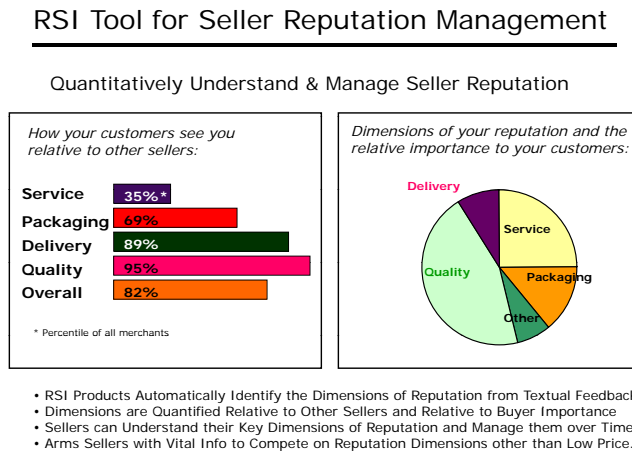 RSI Tool for Seller Reputation Management
Quantitatively Understand & Manage Seller Reputation
How your customers see you
relative to other sellers:
Service 35%*
Packaging 69%
Delivery 89%
Quality 95%
Overall 82%
* Percentile of all merchants
Dimensions of your reputation and the
relative importance to your customers:
Delivery
Service
Quality
Packaging
Other
• RSI Products Automatically Identify the Dimensions of Reputation from Textual Feedback
• Dimensions are Quantified Relative to Other Sellers and Relative to Buyer Importance
• Sellers can Understand their Key Dimensions of Reputation and Manage them over Time
• Arms Sellers with Vital Info to Compete on Reputation Dimensions other than Low Price.